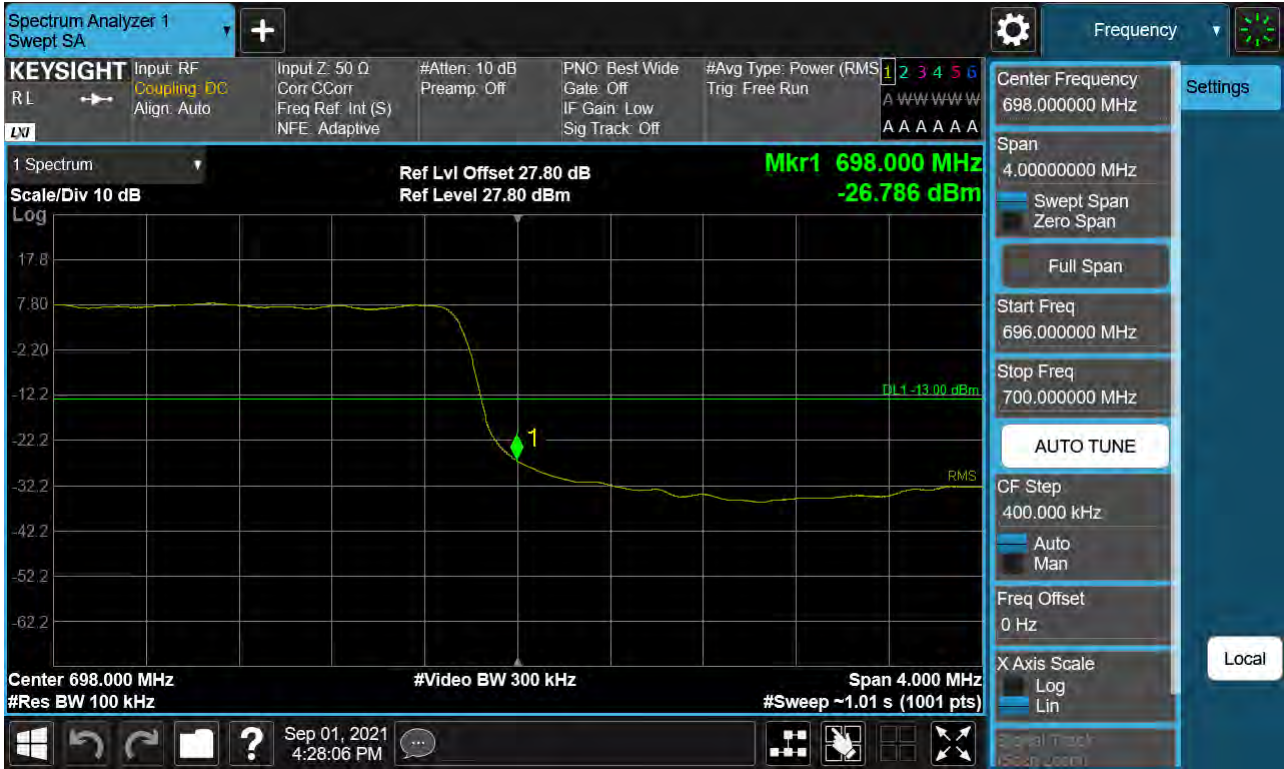 Spectrum Analyzer 1
Swept SA
Frequency
KEYSIGHT
RL
LXI
Input: RF
Coupling: DC
Align: Auto
Input Z: 50 Ω
Corr CCorr
Freq Ref: Int (S)
NFE: Adaptive
#Atten: 10 dB
Preamp: Off
PNO: Best Wide
Gate: Off
IF Gain: Low
Sig Track: Off
#Avg Type: Power (RMS
Trig: Free Run
1 2 3 4 5 6
A W W W W W
A A A A A A
1 Spectrum
Scale/Div 10 dB
Log
Ref Lvl Offset 27.80 dB
Ref Level 27.80 dBm
Mkr1 698.000 MHz
-26.786 dBm
17.8
7.80
-2.20
-12.2
-22.2
-32.2
-42.2
-52.2
-62.2
DL1 -13.00 dBm
1
RMS
Center 698.000 MHz
#Res BW 100 kHz
#Video BW 300 kHz
Span 4.000 MHz
#Sweep ~1.01 s (1001 pts)
Center Frequency
698.000000 MHz
Span
4.00000000 MHz
Swept Span
Zero Span
Full Span
Start Freq
696.000000 MHz
Stop Freq
700.000000 MHz
AUTO TUNE
CF Step
400.000 kHz
Auto
Man
Freq Offset
0 Hz
X Axis Scale
Log
Lin
Signal Track
(Span Zoom)
Settings
Local
Sep 01, 2021
4:28:06 PM